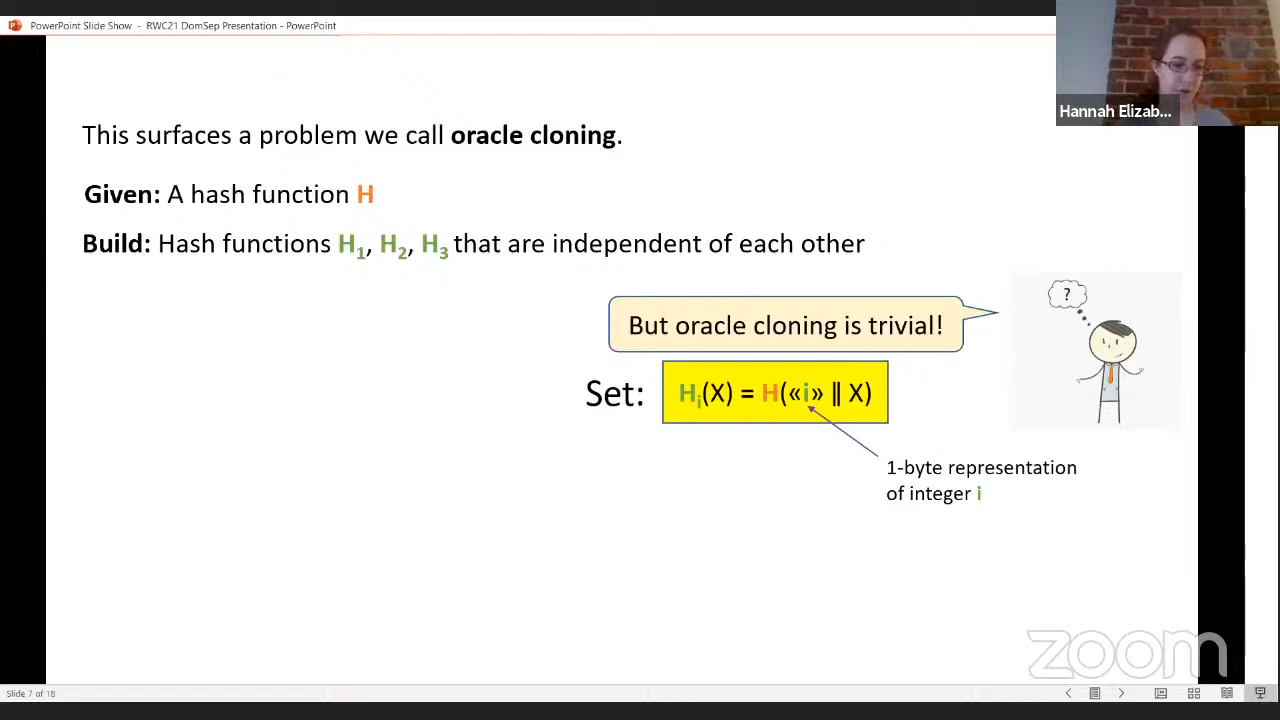 PowerPoint Slide Show - RWC21 DomSep Presentation - PowerPoint
Hannah Elizab...
This surfaces a problem we call oracle cloning.
Given: A hash function H
Build: Hash functions H₁, H₂, H₃ that are independent of each other
?
But oracle cloning is trivial!
Set: Hᵢ(X) = H(«i» ‖ X)
1-byte representation
of integer i
zoom
Slide 7 of 18